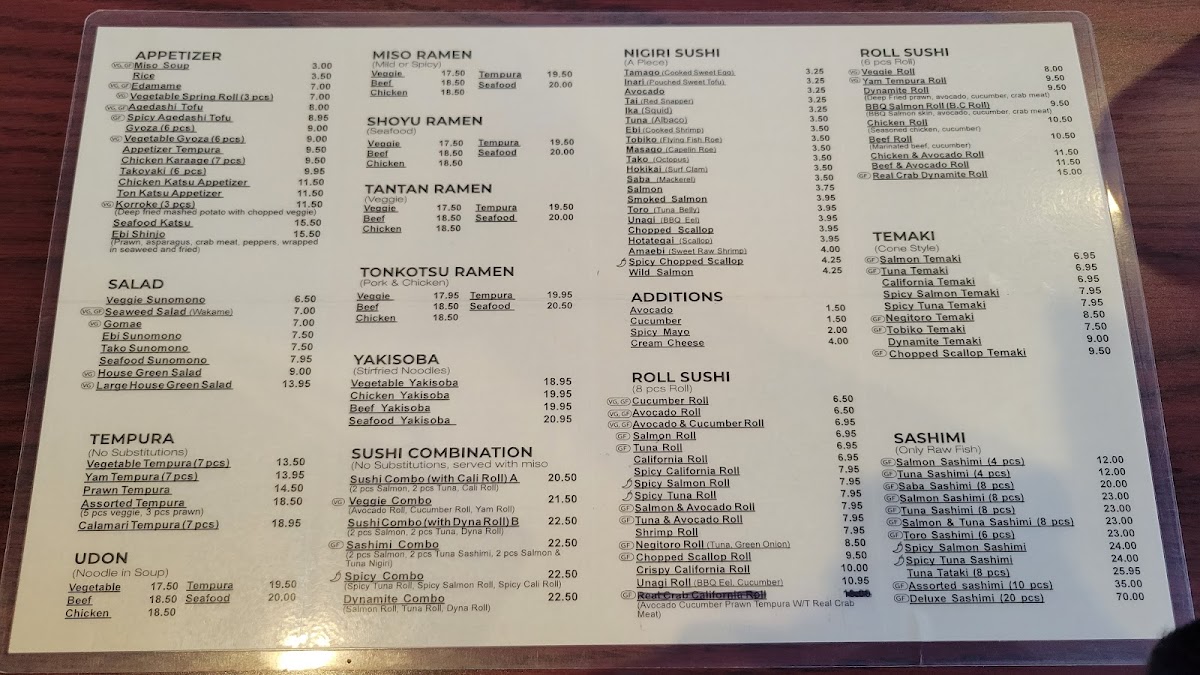 APPETIZER
VG, GF Miso Soup 3.00
Rice 3.50
VG, GF Edamame 7.00
VG Vegetable Spring Roll (3 pcs) 7.00
VG, GF Agedashi Tofu 8.00
GF Spicy Agedashi Tofu 8.95
Gyoza (6 pcs) 9.00
VG Vegetable Gyoza (6 pcs) 9.00
Appetizer Tempura 9.50
Chicken Karaage (7 pcs) 9.50
Takoyaki (6 pcs) 9.95
Chicken Katsu Appetizer 11.50
Ton Katsu Appetizer 11.50
VG Korroke (3 pcs) 11.50
(Deep fried mashed potato with chopped veggie)
Seafood Katsu 15.50
Ebi Shinjo 15.50
(Prawn, asparagus, crab meat, peppers, wrapped
in seaweed and fried)
SALAD
Veggie Sunomono 6.50
VG, GF Seaweed Salad (Wakame) 7.00
VG Gomae 7.00
Ebi Sunomono 7.50
Tako Sunomono 7.50
Seafood Sunomono 7.95
VG House Green Salad 9.00
VG Large House Green Salad 13.95
TEMPURA
(No Substitutions)
Vegetable Tempura (7 pcs) 13.50
Yam Tempura (7 pcs) 13.95
Prawn Tempura 14.50
Assorted Tempura 18.50
(5 pcs veggie, 3 pcs prawn)
Calamari Tempura (7 pcs) 18.95
UDON
(Noodle in Soup)
Vegetable 17.50 Tempura 19.50
Beef 18.50 Seafood 20.00
Chicken 18.50
MISO RAMEN
(Mild or Spicy)
Veggie 17.50 Tempura 19.50
Beef 18.50 Seafood 20.00
Chicken 18.50
SHOYU RAMEN
(Seafood)
Veggie 17.50 Tempura 19.50
Beef 18.50 Seafood 20.00
Chicken 18.50
TANTAN RAMEN
(Veggie)
Veggie 17.50 Tempura 19.50
Beef 18.50 Seafood 20.00
Chicken 18.50
TONKOTSU RAMEN
(Pork & Chicken)
Veggie 17.95 Tempura 19.95
Beef 18.50 Seafood 20.50
Chicken 18.50
YAKISOBA
(Stirfried Noodles)
Vegetable Yakisoba 18.95
Chicken Yakisoba 19.95
Beef Yakisoba 19.95
Seafood Yakisoba 20.95
SUSHI COMBINATION
(No Substitutions, served with miso
Sushi Combo (with Cali Roll) A 20.50
(2 pcs Salmon, 2 pcs Tuna, Cali Roll)
VG Veggie Combo 21.50
(Avocado Roll, Cucumber Roll, Yam Roll)
Sushi Combo (with Dyna Roll) B 22.50
(2 pcs Salmon, 2 pcs Tuna, Dyna Roll)
GF Sashimi Combo 22.50
(2 pcs Salmon, 2 pcs Tuna Sashimi, 2 pcs Salmon &
Tuna Nigiri)
Spicy Combo 22.50
(Spicy Tuna Roll, Spicy Salmon Roll, Spicy Cali Roll)
Dynamite Combo 22.50
(Salmon Roll, Tuna Roll, Dyna Roll)
NIGIRI SUSHI
(A Piece)
Tamago (Cooked Sweet Egg) 3.25
Inari (Pouched Sweet Tofu) 3.25
Avocado 3.25
Tai (Red Snapper) 3.25
Ika (Squid) 3.25
Tuna (Albaco) 3.50
Ebi (Cooked Shrimp) 3.50
Tobiko (Flying Fish Roe) 3.50
Masago (Capelin Roe) 3.50
Tako (Octopus) 3.50
Hokikai (Surf Clam) 3.50
Saba (Mackerel) 3.50
Salmon 3.75
Smoked Salmon 3.95
Toro (Tuna Belly) 3.95
Unagi (BBQ Eel) 3.95
Chopped Scallop 3.95
Hotategai (Scallop) 3.95
Amaebi (Sweet Raw Shrimp) 4.00
Spicy Chopped Scallop 4.25
Wild Salmon 4.25
ADDITIONS
Avocado 1.50
Cucumber 1.50
Spicy Mayo 2.00
Cream Cheese 4.00
ROLL SUSHI
(8 pcs Roll)
VG, GF Cucumber Roll 6.50
VG, GF Avocado Roll 6.50
VG, GF Avocado & Cucumber Roll 6.95
GF Salmon Roll 6.95
GF Tuna Roll 6.95
California Roll 6.95
Spicy California Roll 7.95
Spicy Salmon Roll 7.95
Spicy Tuna Roll 7.95
GF Salmon & Avocado Roll 7.95
GF Tuna & Avocado Roll 7.95
Shrimp Roll 7.95
GF Negitoro Roll (Tuna, Green Onion) 8.50
GF Chopped Scallop Roll 9.50
Crispy California Roll 10.00
Unagi Roll (BBQ Eel, Cucumber) 10.95
GF Real Crab California Roll
(Avocado Cucumber Prawn Tempura W/T Real Crab
Meat)
ROLL SUSHI
(6 pcs Roll)
VG Veggie Roll 8.00
VG Yam Tempura Roll 9.50
Dynamite Roll 9.50
(Deep Fried prawn, avocado, cucumber, crab meat)
BBQ Salmon Roll (B.C Roll) 9.50
(BBQ Salmon skin, avocado, cucumber, crab meat)
Chicken Roll 10.50
(Seasoned chicken, cucumber)
Beef Roll 10.50
(Marinated beef, cucumber)
Chicken & Avocado Roll 11.50
Beef & Avocado Roll 11.50
GF Real Crab Dynamite Roll 15.00
TEMAKI
(Cone Style)
GF Salmon Temaki 6.95
GF Tuna Temaki 6.95
California Temaki 6.95
Spicy Salmon Temaki 7.95
Spicy Tuna Temaki 7.95
GF Negitoro Temaki 8.50
GF Tobiko Temaki 7.50
Dynamite Temaki 9.00
GF Chopped Scallop Temaki 9.50
SASHIMI
(Only Raw Fish)
GF Salmon Sashimi (4 pcs) 12.00
GF Tuna Sashimi (4 pcs) 12.00
GF Saba Sashimi (8 pcs) 20.00
GF Salmon Sashimi (8 pcs) 23.00
GF Tuna Sashimi (8 pcs) 23.00
GF Salmon & Tuna Sashimi (8 pcs) 23.00
GF Toro Sashimi (6 pcs) 23.00
Spicy Salmon Sashimi 24.00
Spicy Tuna Sashimi 24.00
Tuna Tataki (8 pcs) 25.95
GF Assorted sashimi (10 pcs) 35.00
GF Deluxe Sashimi (20 pcs) 70.00